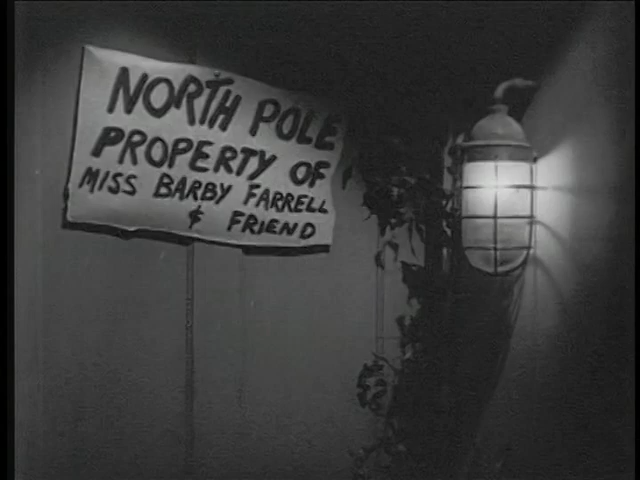 NORTH POLE
PROPERTY OF
MISS BARBY FARRELL
& FRIEND